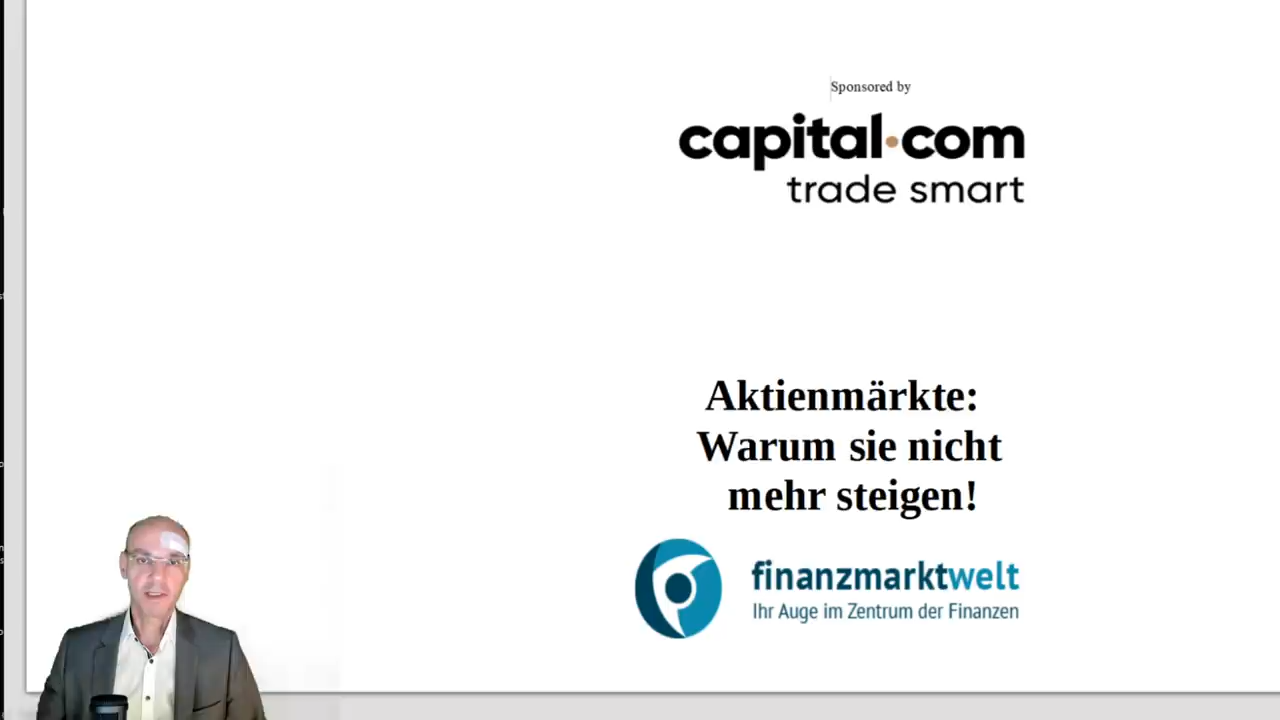 Sponsored by
capital.com
trade smart
Aktienmärkte:
Warum sie nicht
mehr steigen!
finanzmarktwelt
Ihr Auge im Zentrum der Finanzen